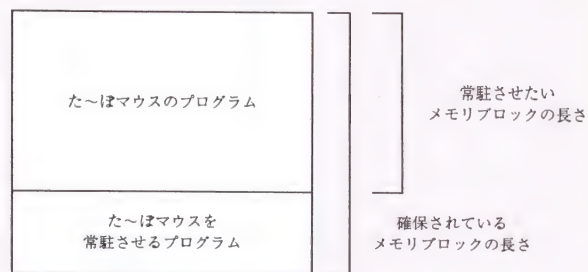 た～ぼマウスのプログラム
常駐させたい
メモリブロックの長さ
た～ぼマウスを
常駐させるプログラム
確保されている
メモリブロックの長さ